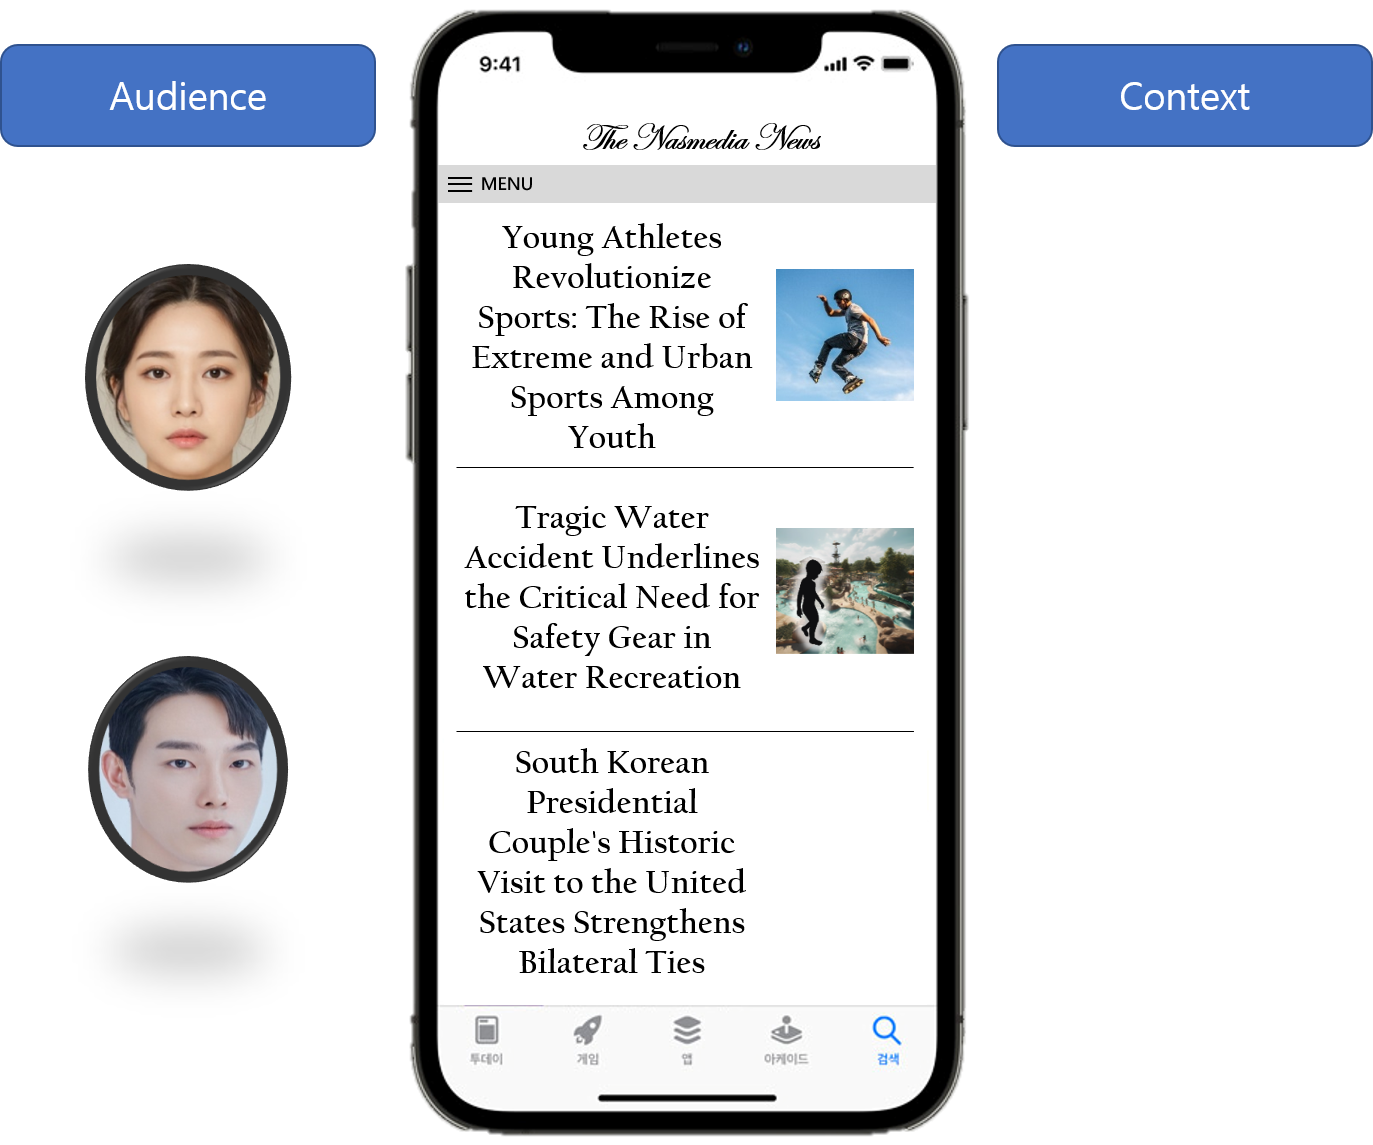 Audience
Context
9:41
The Nasmedia News
MENU
Young Athletes
Revolutionize
Sports: The Rise of
Extreme and Urban
Sports Among
Youth
Tragic Water
Accident Underlines
the Critical Need for
Safety Gear in
Water Recreation
South Korean
Presidential
Couple's Historic
Visit to the United
States Strengthens
Bilateral Ties
투데이
게임
앱
아케이드
검색